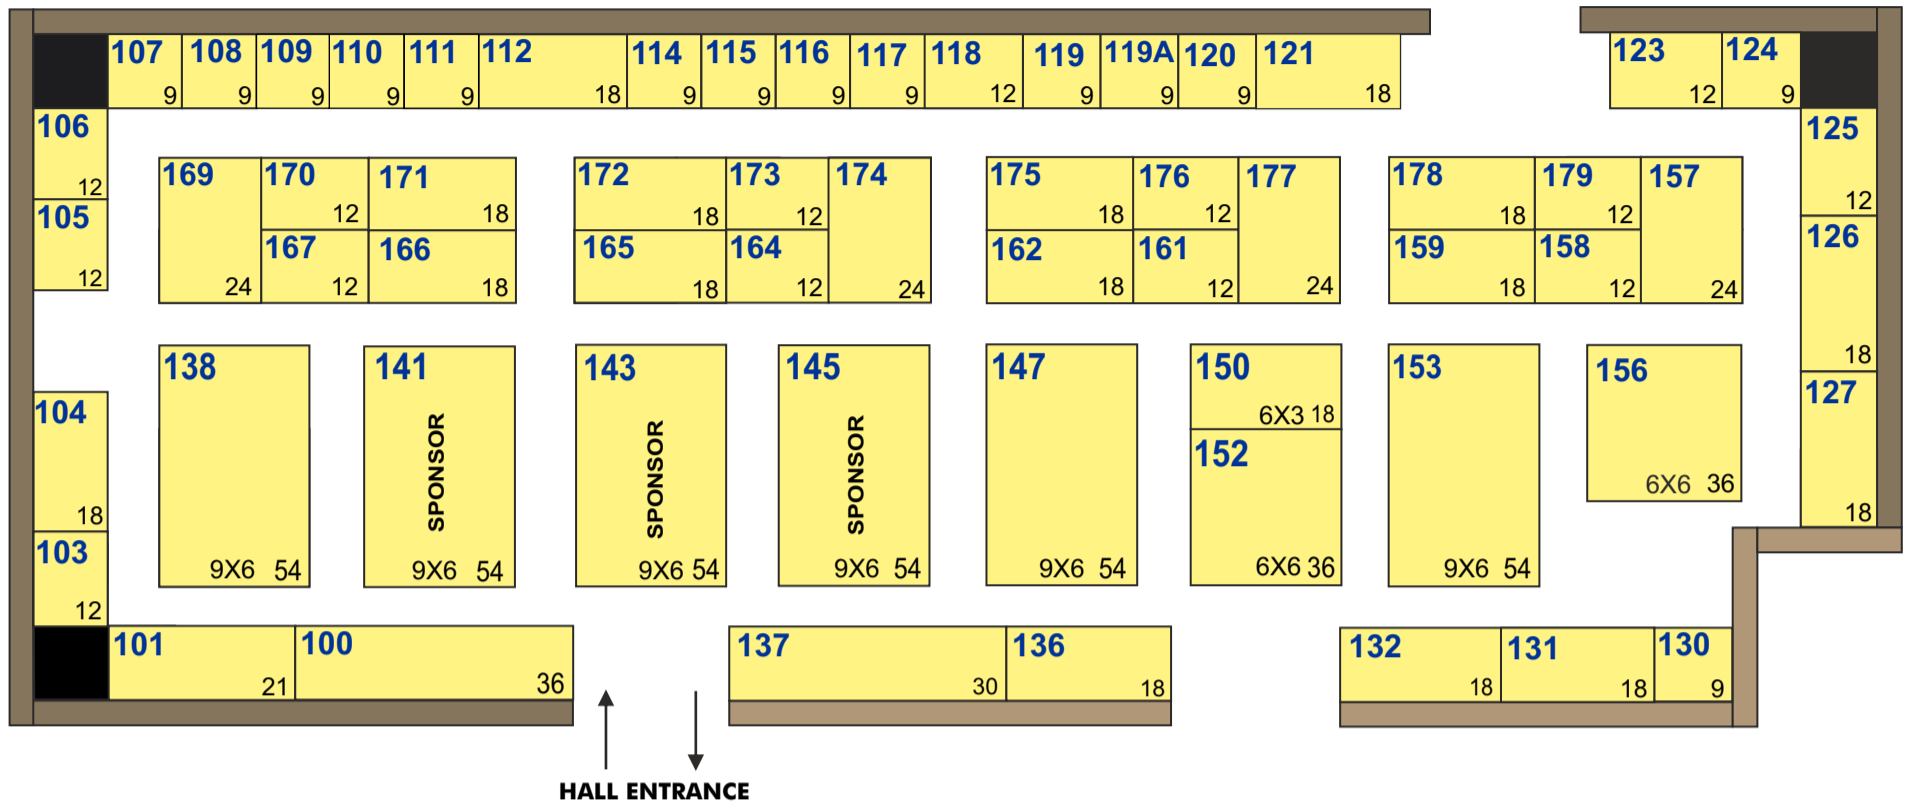 107 108 109 110 111 112 114 115 116 117 118 119 119A 120 121 123 124
9 9 9 9 9 18 9 9 9 9 12 9 9 9 18 12 9
106 125
12 12
105 126
12 18
104 127
18 18
103
12
169 170 171 172 173 174 175 176 177 178 179 157
12 18 18 12 18 12 18 12
167 166 165 164 162 161 159 158
24 12 18 18 12 24 18 12 24 18 12 24
138 141 143 145 147 150 153 156
6X3 18
SPONSOR SPONSOR SPONSOR
152
6X6 36
9X6 54 9X6 54 9X6 54 9X6 54 9X6 54 6X6 36 9X6 54
101 100 137 136 132 131 130
21 36 30 18 18 18 9
HALL ENTRANCE